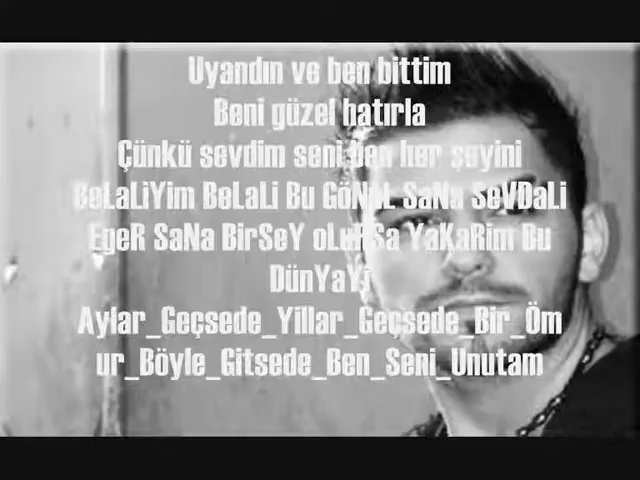 Uyandın ve ben bittim
Beni güzel hatırla
Çünkü sevdim seni ben her şeyini
BeLaLiYim BeLaLi Bu GöNüL SaNa SeVDaLi
EgeR SaNa BirSeY oLuRSa YaKaRim Bu
DünYaYi
Aylar_Geçsede_Yillar_Geçsede_Bir_Öm
ur_Böyle_Gitsede_Ben_Seni_Unutam